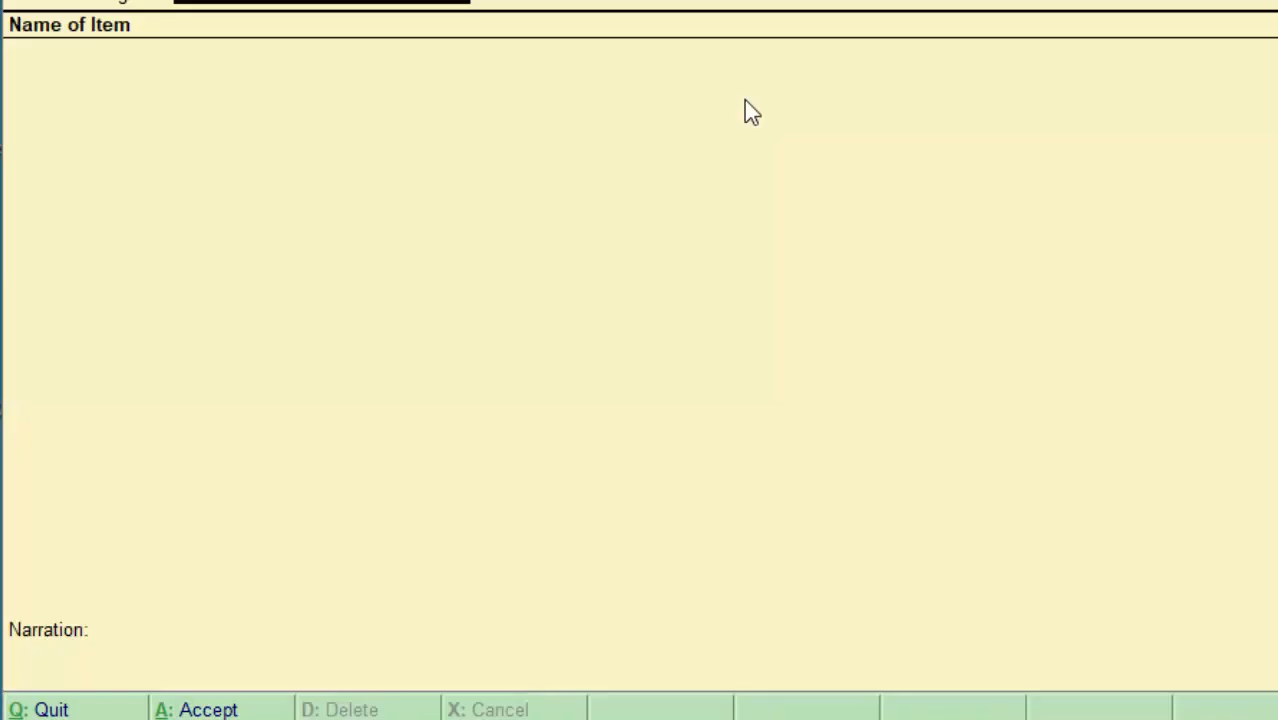 Name of Item
Narration:
Q: Quit
A: Accept
D: Delete
X: Cancel